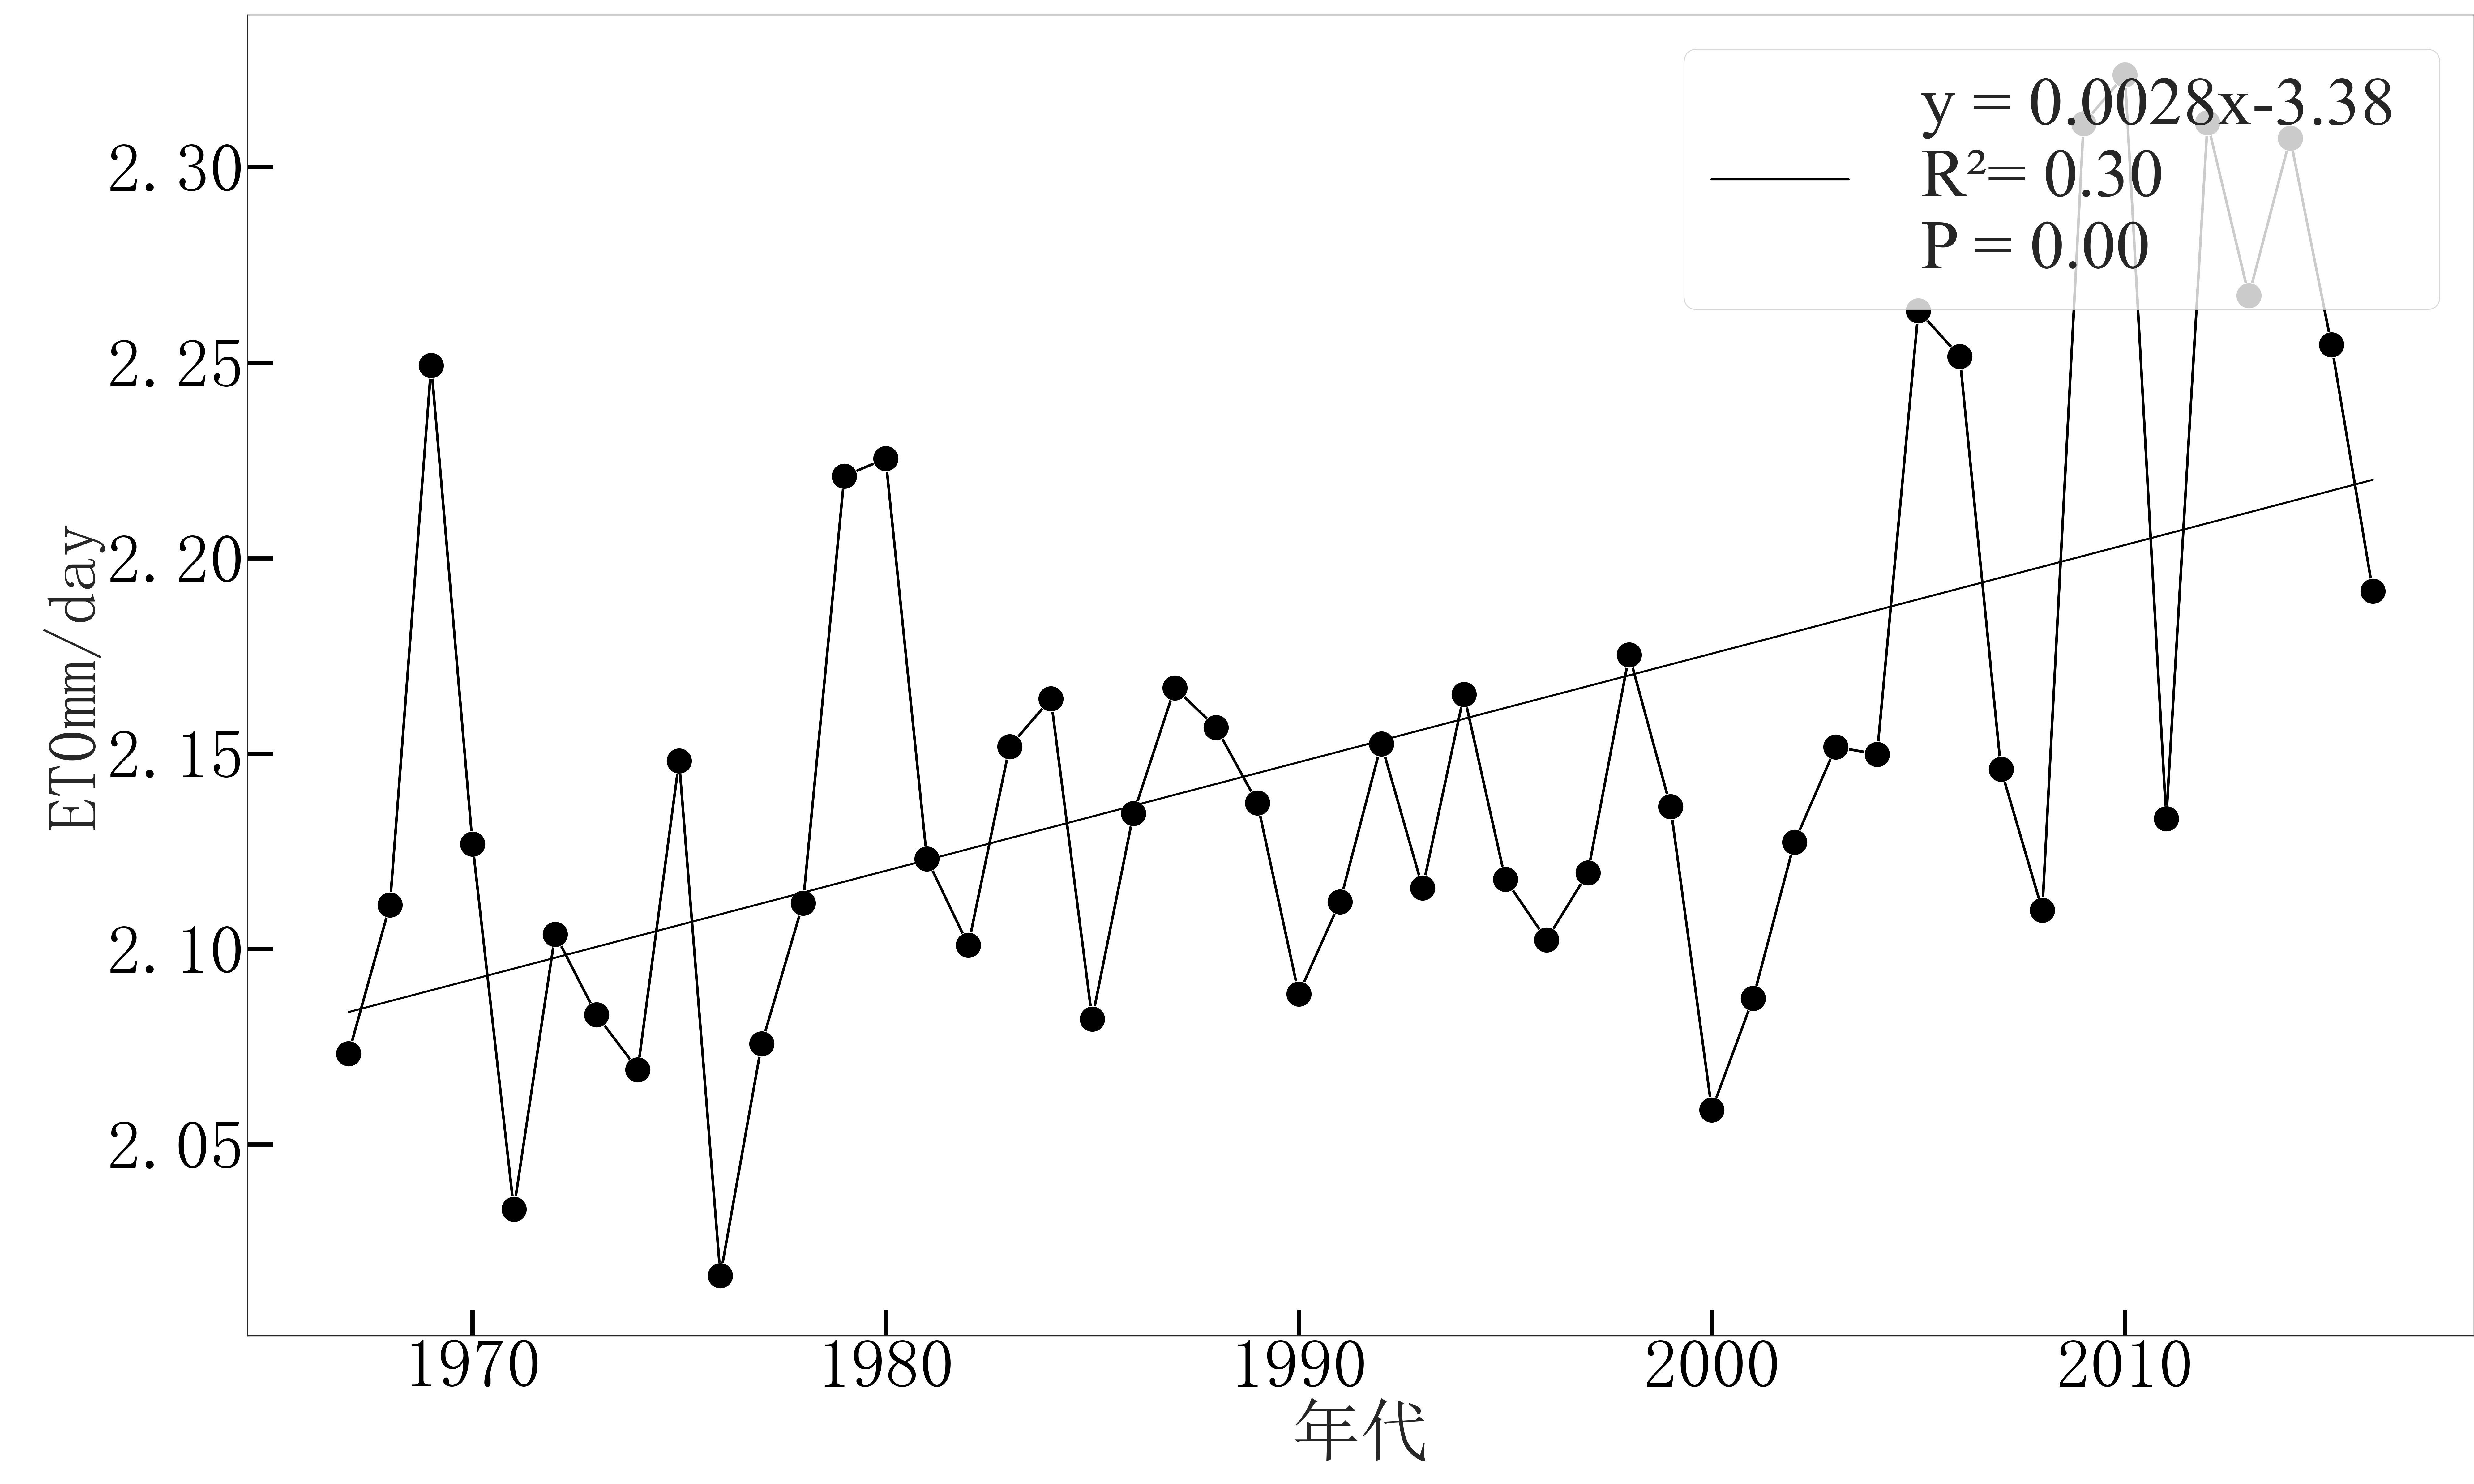 y = 0.0028x-3.38
R²= 0.30
P = 0.00
2.30
2.25
2.20
2.15
2.10
2.05
ET0mm/day
1970 1980 1990 2000 2010
年代